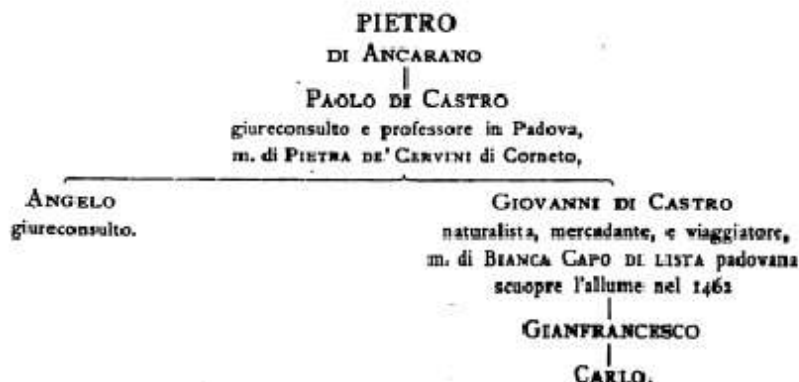 PIETRO
DI ANCARANO
PAOLO DI CASTRO
giureconsulto e professore in Padova,
m. di PIETRA DE' CERVINI di Corneto,
ANGELO
giureconsulto.
GIOVANNI DI CASTRO
naturalista, mercadante, e viaggiatore,
m. di BIANCA CAPO DI LISTA padovana
scuopre l'allume nel 1462
GIANFRANCESCO
CARLO.